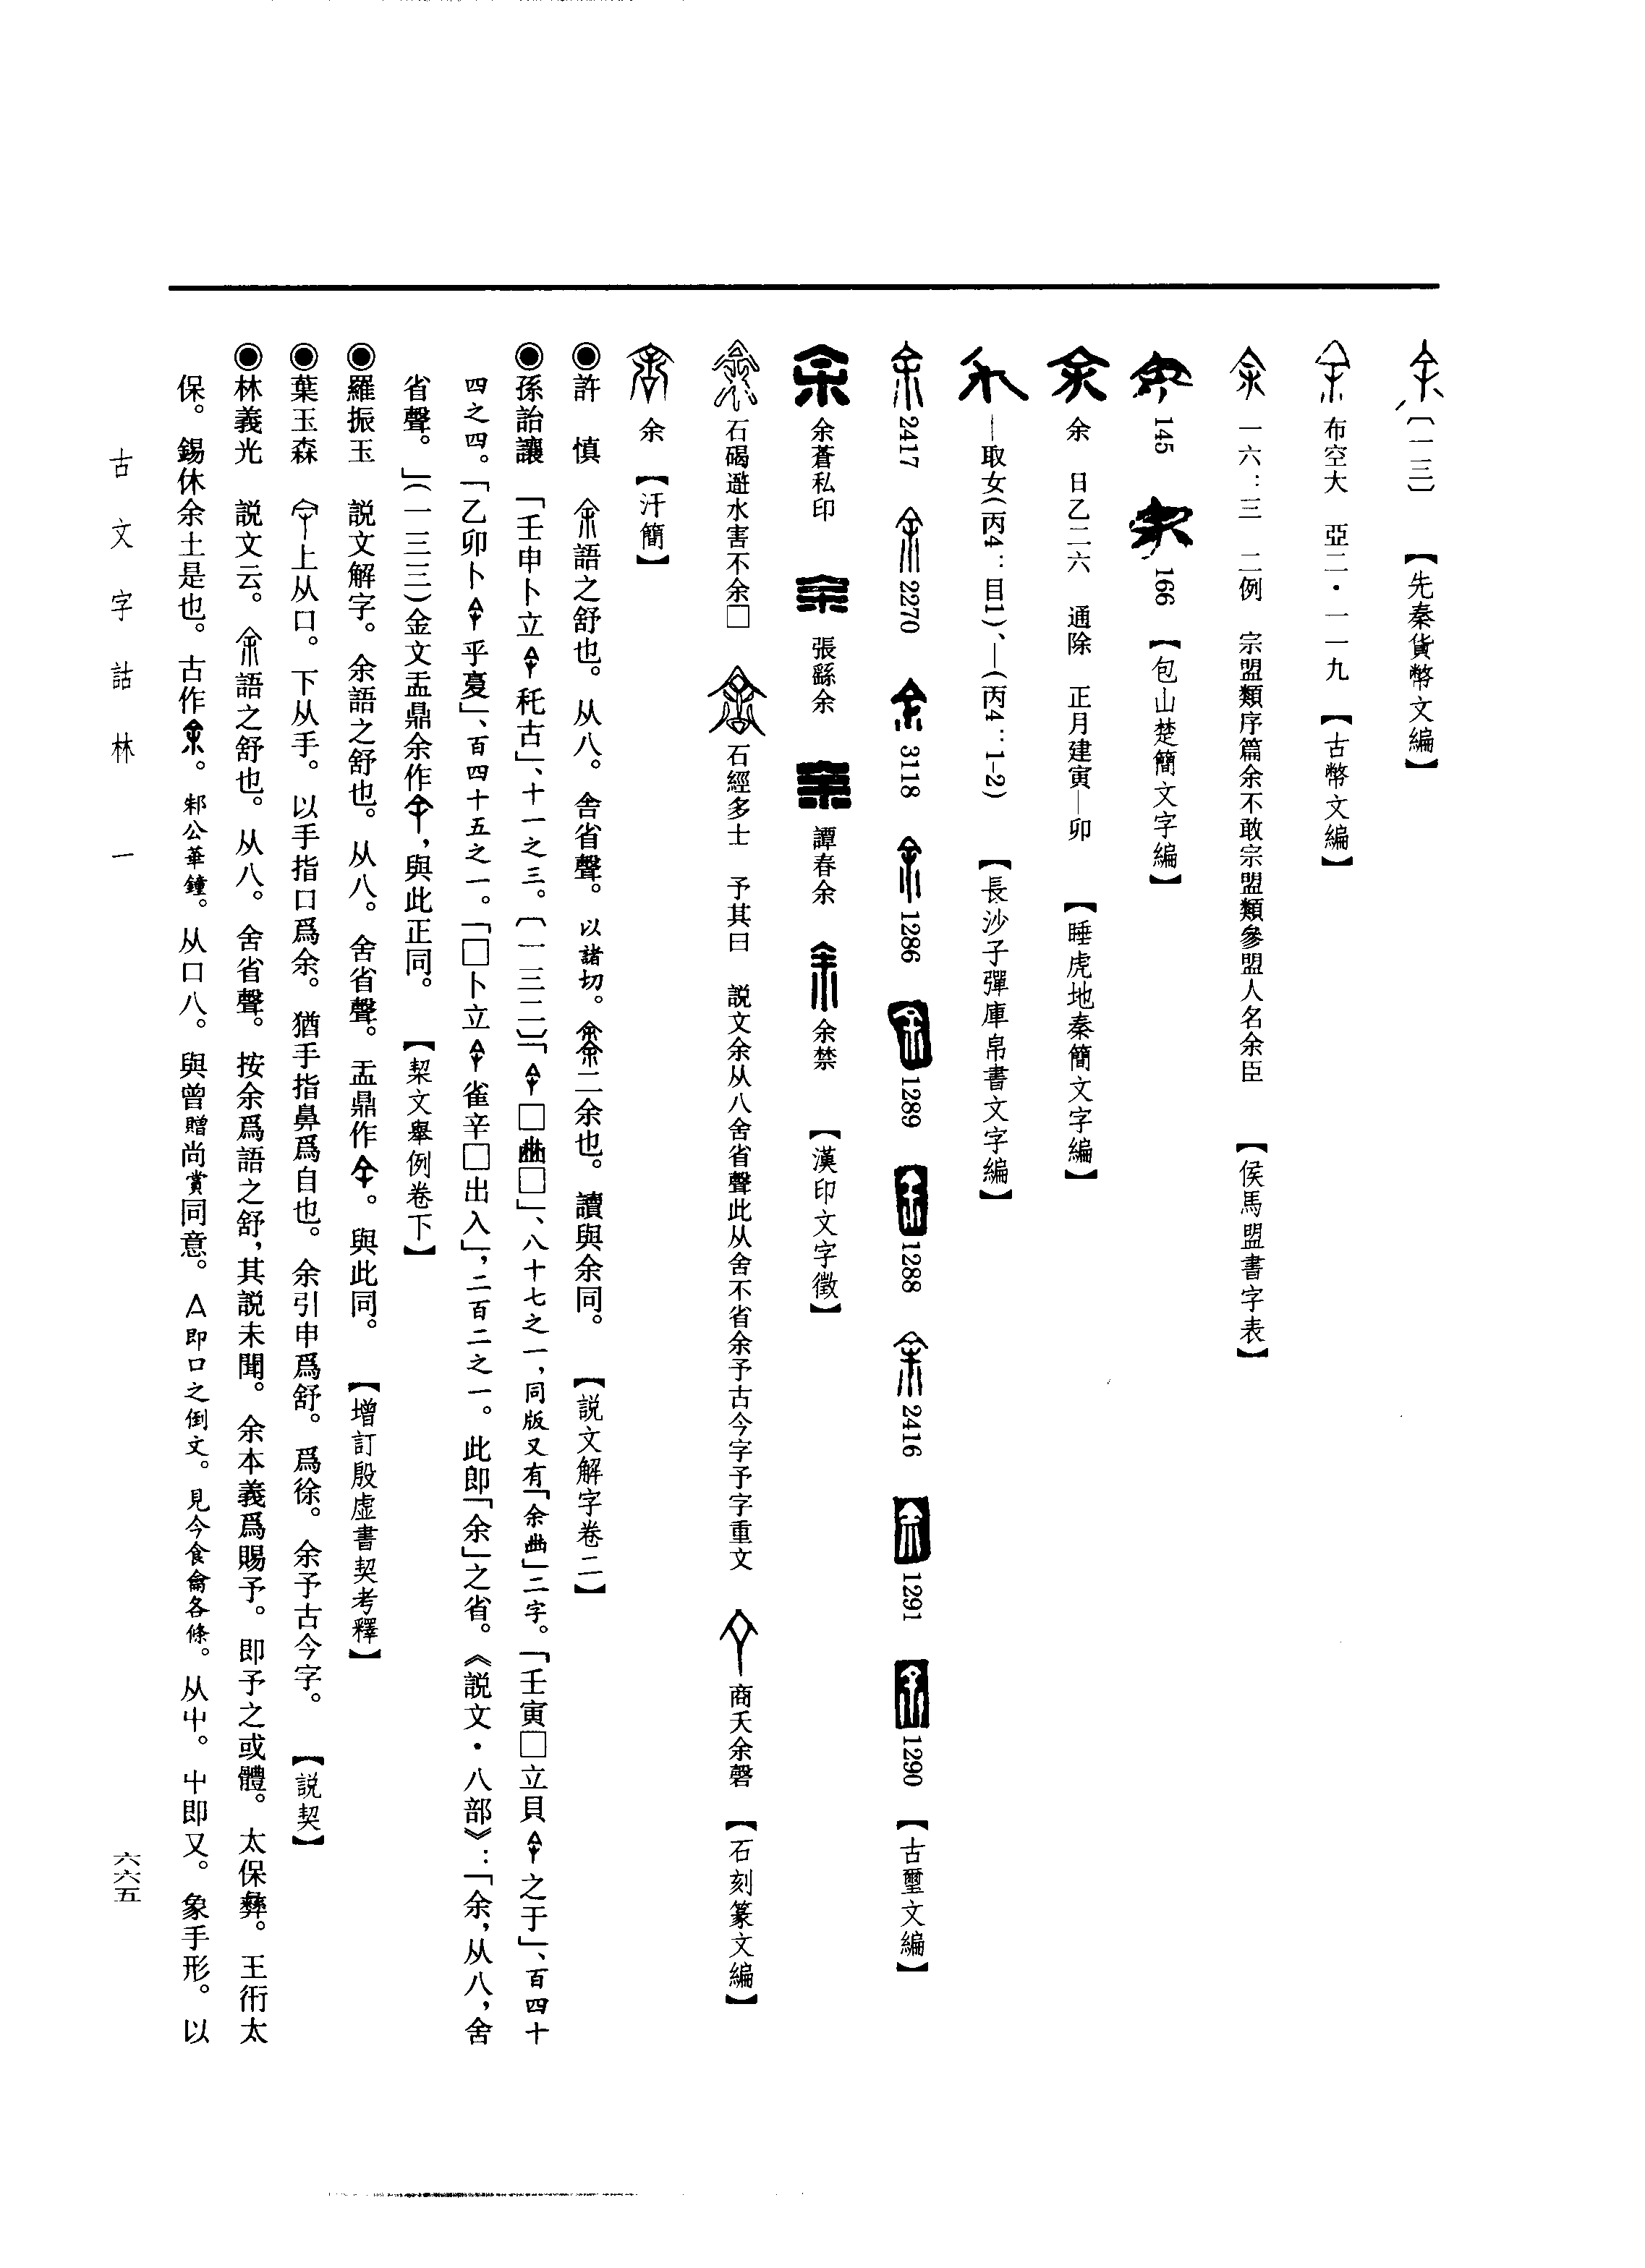 〔一三〕　【先秦貨幣文編】
布空大　亞二・一一九　【古幣文編】
一六：三　二例　宗盟類序篇余不敢宗盟類參盟人名余臣　【侯馬盟書字表】
145　166　【包山楚簡文字編】
余　日乙二六　通除　正月建寅—卯　【睡虎地秦簡文字編】
—取女(丙4：目1)、—(丙4：1-2)　【長沙子彈庫帛書文字編】
2417　2270　3118　1286　1289　1288　2416　1291　1290　【古璽文編】
余蒼私印　張繇余　譚春余　余禁　【漢印文字徵】
石碣避水害不余□　石經多士　予其曰　説文余从八舍省聲此从舍不省余予古今字予字重文　商天余磬　【石刻篆文編】
余　【汗簡】
◉許　慎　語之舒也。从八。舍省聲。以諸切。二余也。讀與余同。　【説文解字卷二】
◉孫詒讓　「壬申卜立秅古」、十一之三。〔一三二〕「□□」、八十七之一，同版又有「余」二字。「壬寅□立貝之于」、百四十
四之四。「乙卯卜乎」、百四十五之一。「□卜立雀辛□出入」，二百二之一。此即「余」之省。《説文・八部》：「余，从八，舍
省聲。」(一三三)金文盂鼎余作，與此正同。　【栔文舉例卷下】
◉羅振玉　説文解字。余語之舒也。从八。舍省聲。盂鼎作。與此同。　【增訂殷虛書契考釋】
◉葉玉森　上从口。下从手。以手指口爲余。猶手指鼻爲自也。余引申爲舒。爲徐。余予古今字。　【説契】
◉林義光　説文云。語之舒也。从八。舍省聲。按余爲語之舒，其説未聞。余本義爲賜予。即予之或體。太保彝。王衎太
保。錫休余土是也。古作。邾公華鐘。从口八。與曾贈尚賞同意。亼即口之倒文。見今食龠各條。从屮。屮即又。象手形。以
古文字詁林　一
六六五